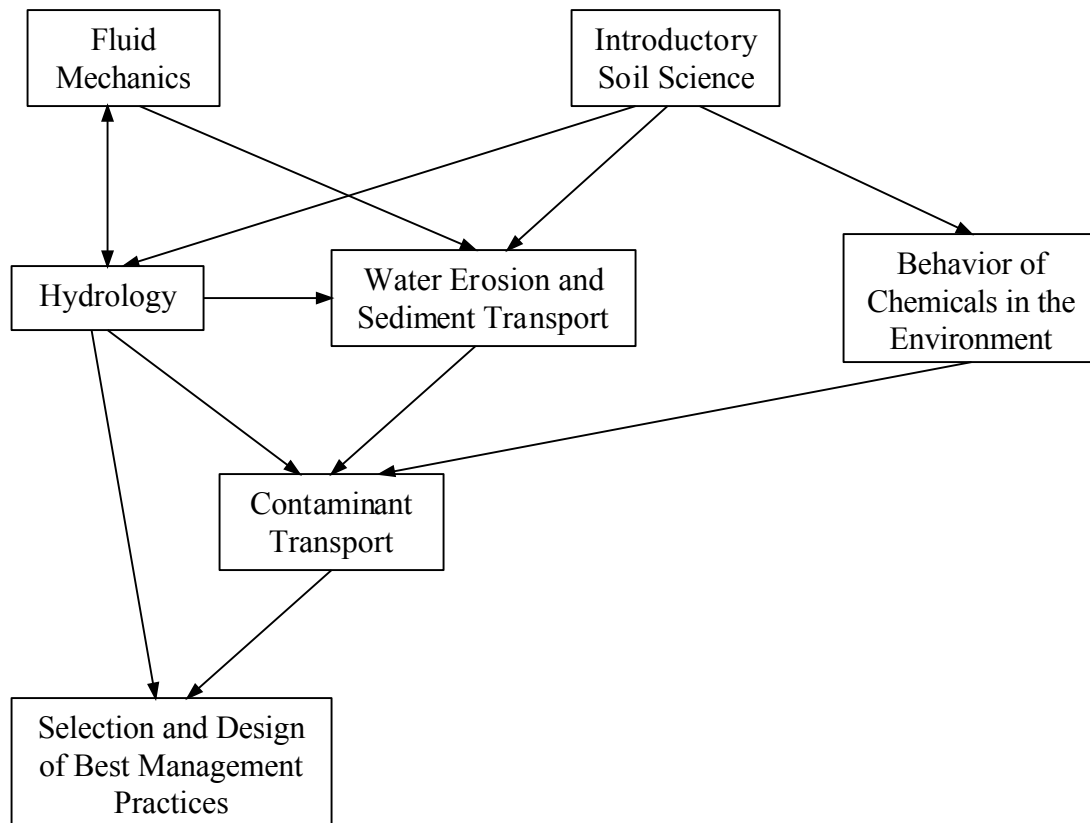 Fluid
Mechanics
Introductory
Soil Science
Hydrology
Water Erosion and
Sediment Transport
Behavior of
Chemicals in the
Environment
Contaminant
Transport
Selection and Design
of Best Management
Practices